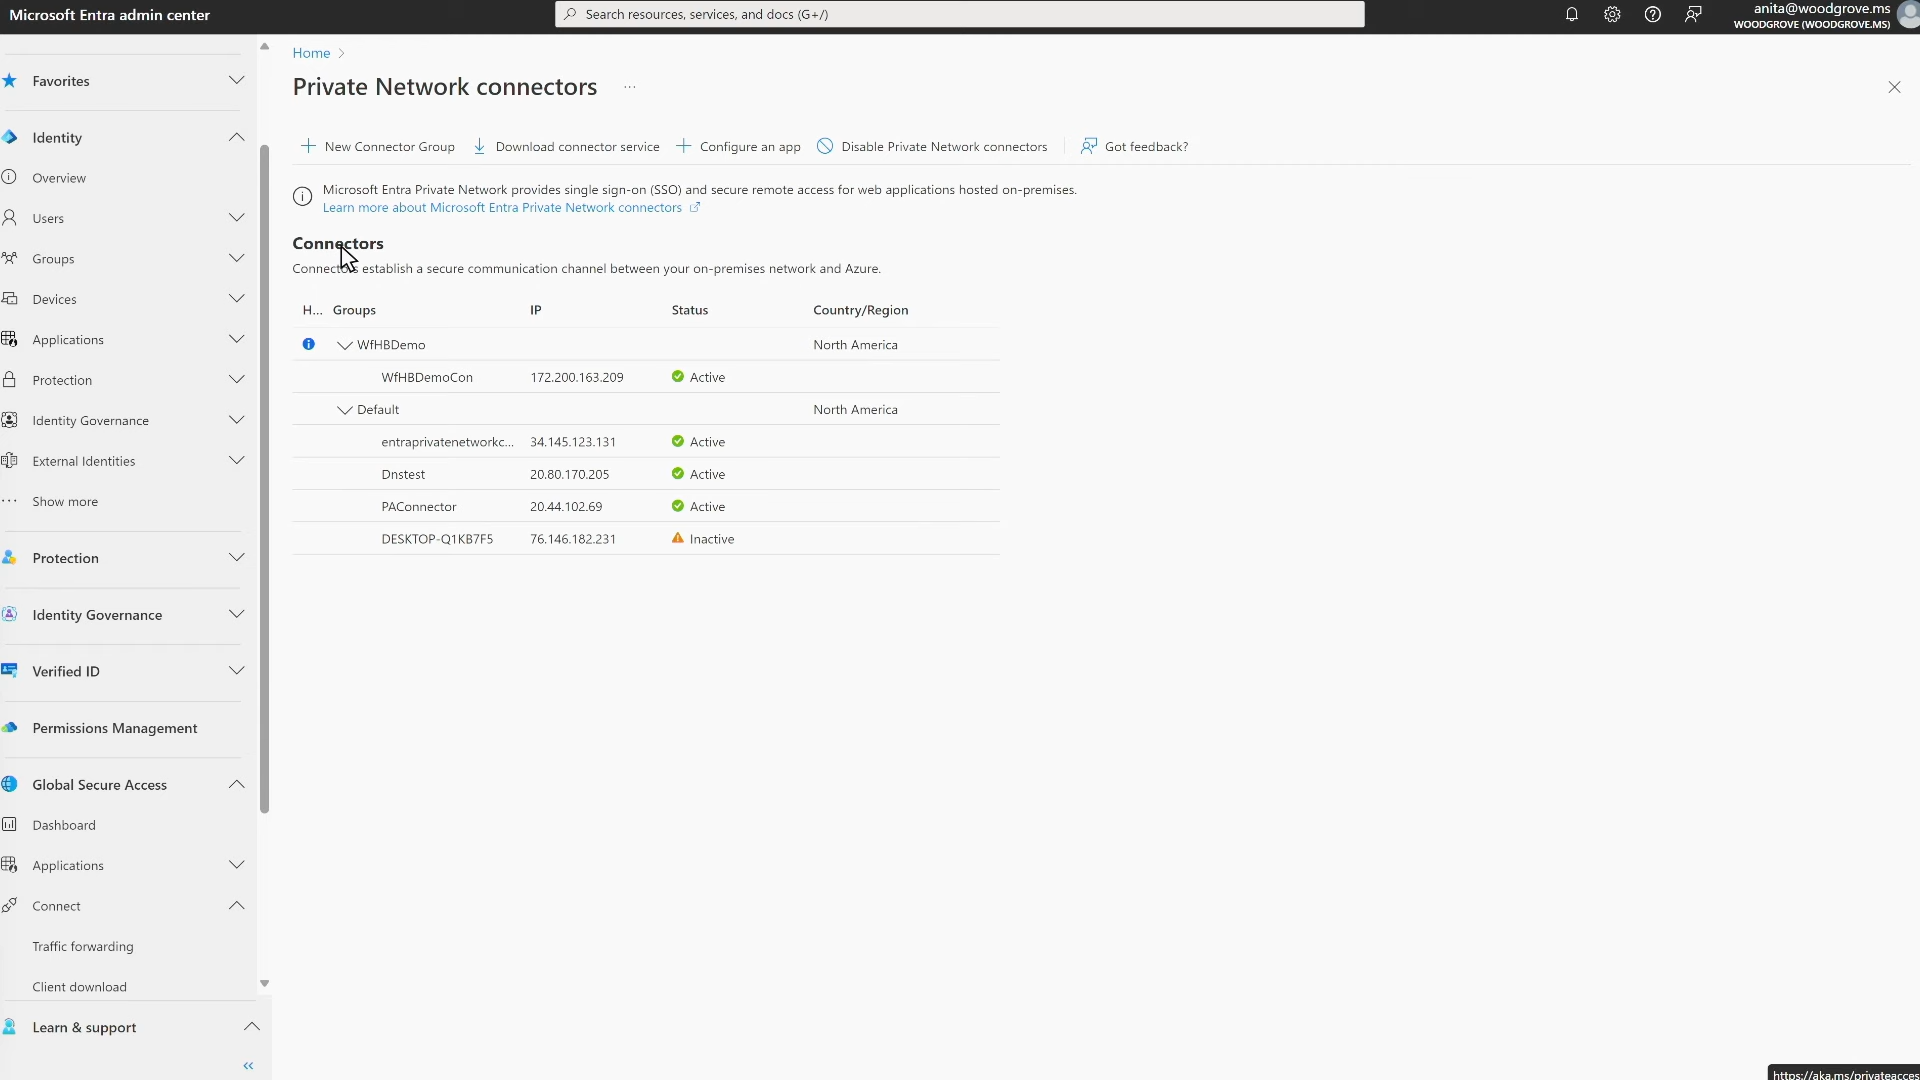 Microsoft Entra admin center
Search resources, services, and docs (G+/)
anita@woodgrove.ms
WOODGROVE (WOODGROVE.MS)
Favorites
Identity
Overview
Users
Groups
Devices
Applications
Protection
Identity Governance
External Identities
Show more
Protection
Identity Governance
Verified ID
Permissions Management
Global Secure Access
Dashboard
Applications
Connect
Traffic forwarding
Client download
Learn & support
Home
Private Network connectors
New Connector Group Download connector service Configure an app Disable Private Network connectors Got feedback?
Microsoft Entra Private Network provides single sign-on (SSO) and secure remote access for web applications hosted on-premises.
Learn more about Microsoft Entra Private Network connectors
Connectors
Connectors establish a secure communication channel between your on-premises network and Azure.
H... Groups IP Status Country/Region
WfHBDemo North America
WfHBDemoCon 172.200.163.209 Active
Default North America
entraprivatenetworkc... 34.145.123.131 Active
Dnstest 20.80.170.205 Active
PAConnector 20.44.102.69 Active
DESKTOP-Q1KB7F5 76.146.182.231 Inactive
https://aka.ms/privateacces